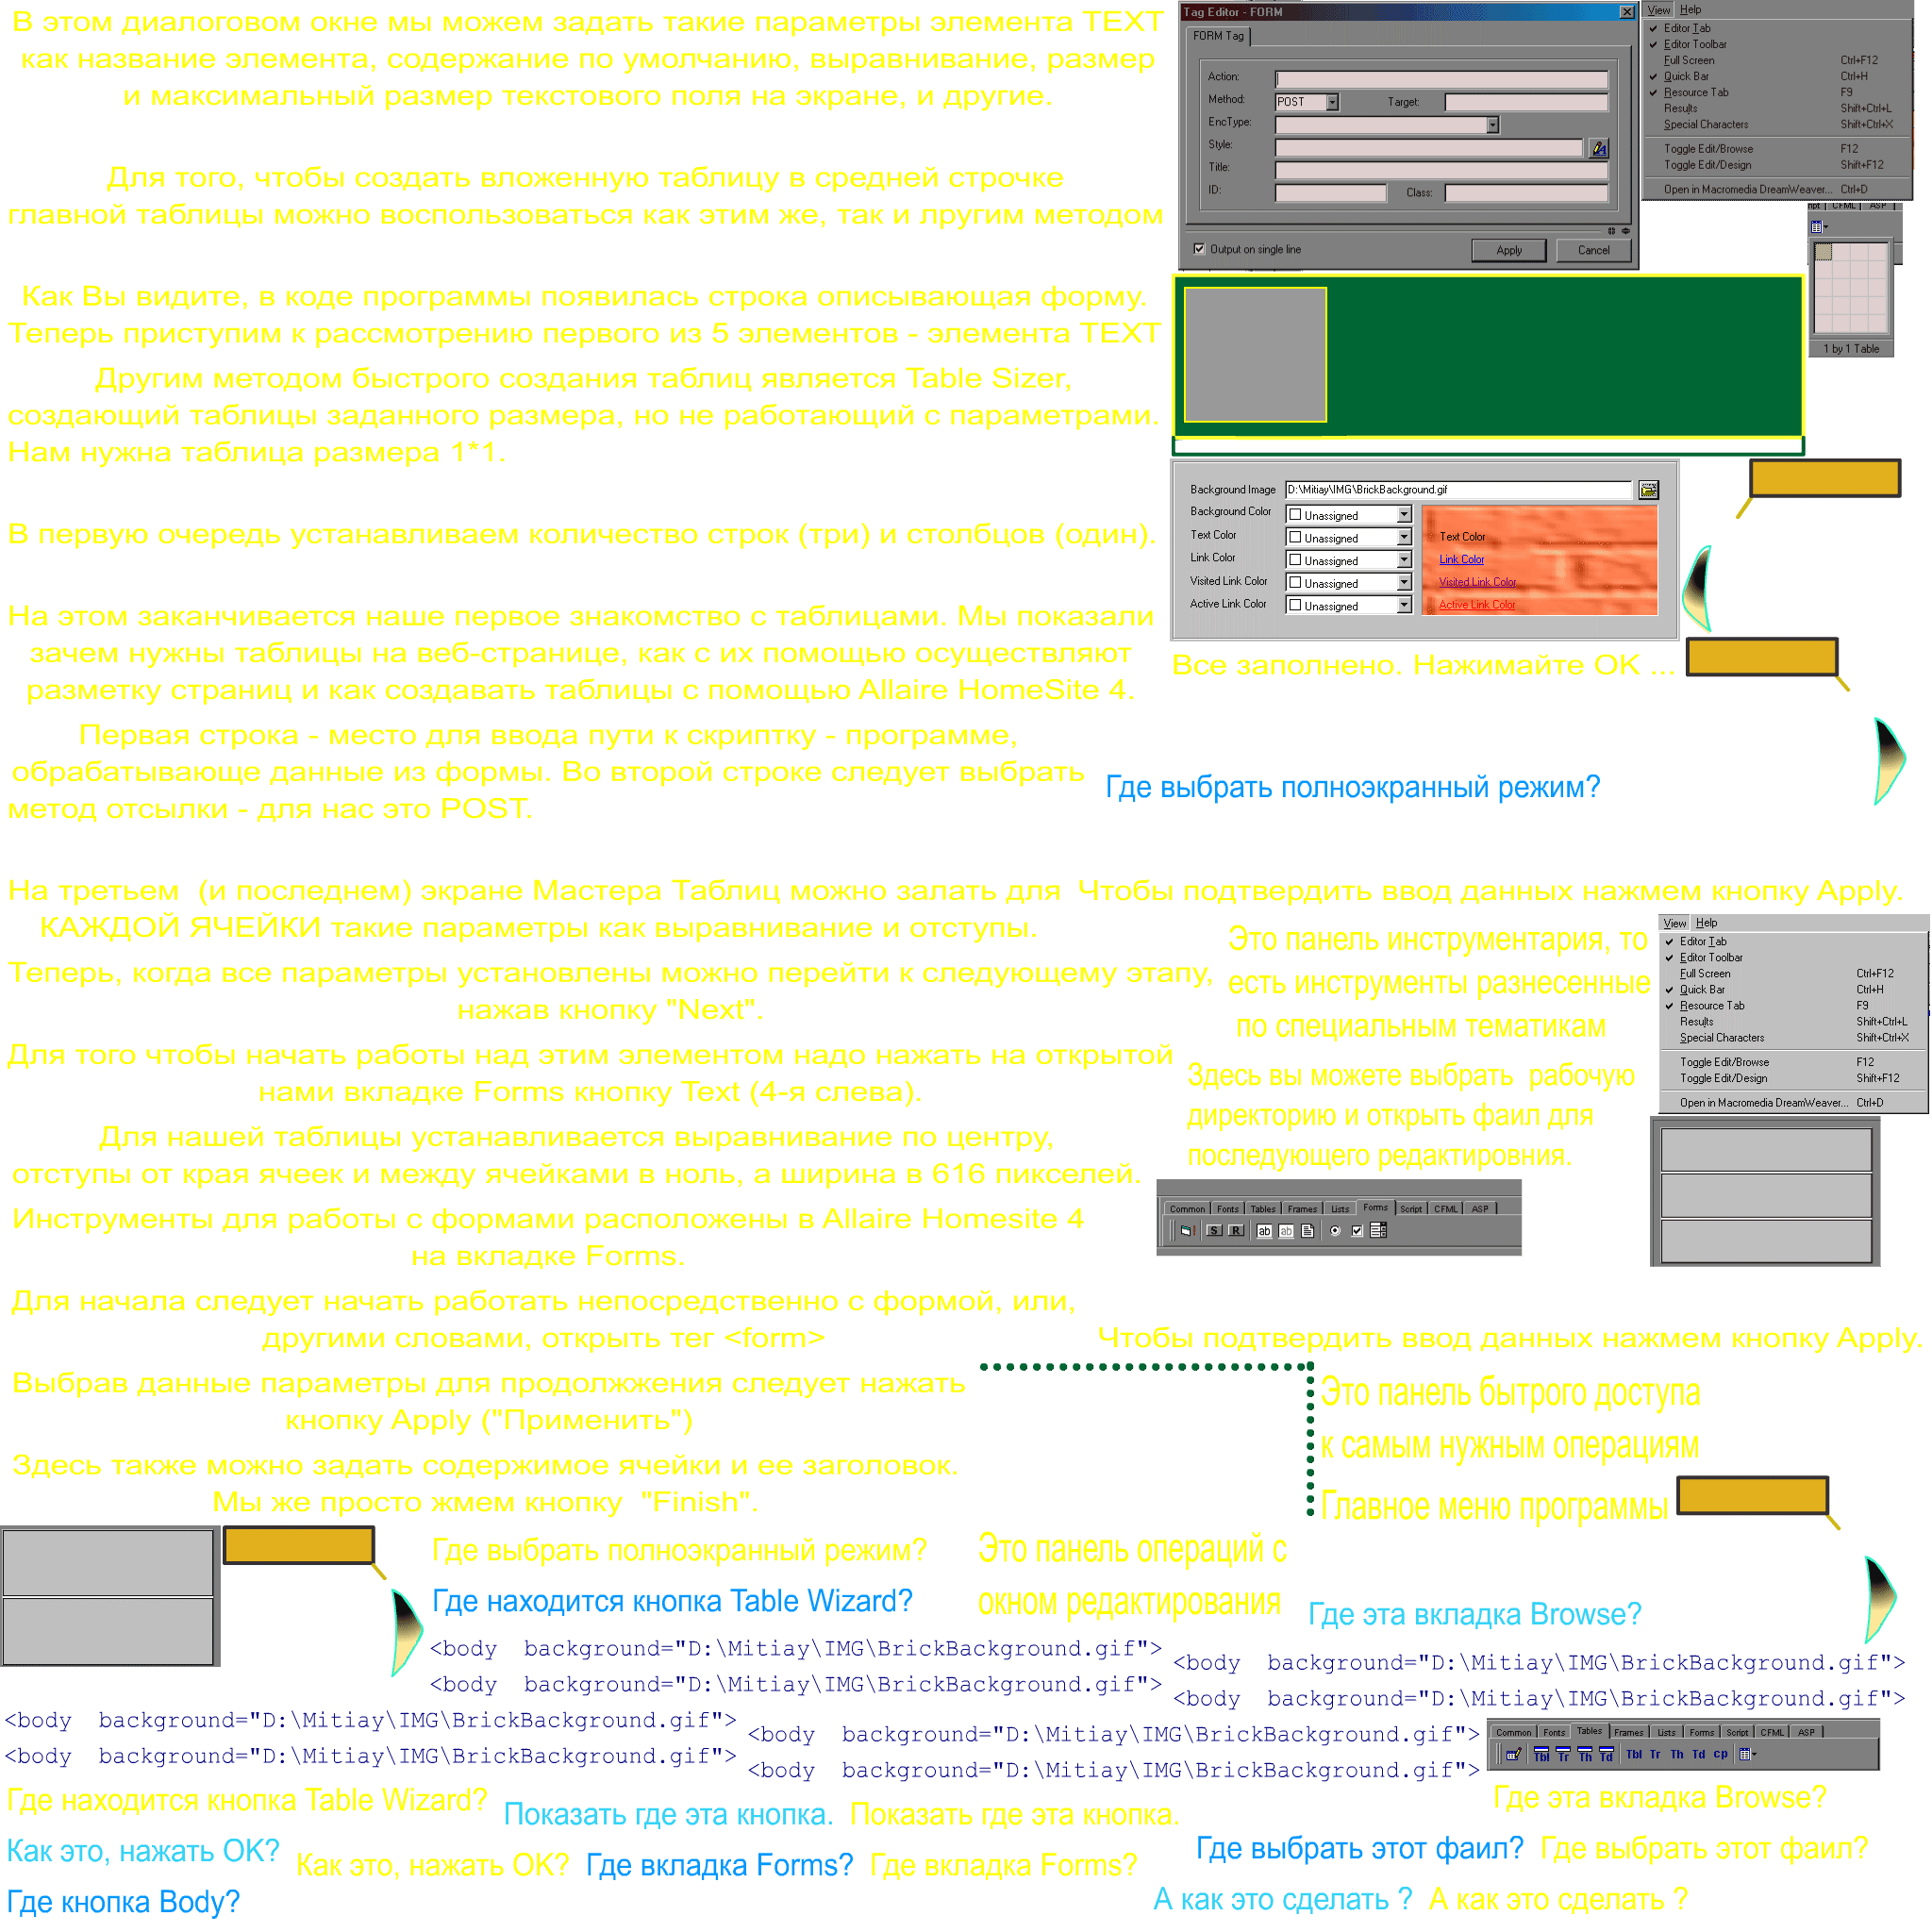 В этом диалоговом окне мы можем задать такие параметры элемента TEXT
как название элемента, содержание по умолчанию, выравнивание, размер
и максимальный размер текстового поля на экране, и другие.
Для того, чтобы создать вложенную таблицу в средней строчке
главной таблицы можно воспользоваться как этим же, так и лругим методом
Как Вы видите, в коде программы появилась строка описывающая форму.
Теперь приступим к рассмотрению первого из 5 элементов - элемента TEXT
Другим методом быстрого создания таблиц является Table Sizer,
создающий таблицы заданного размера, но не работающий с параметрами.
Нам нужна таблица размера 1*1.
В первую очередь устанавливаем количество строк (три) и столбцов (один).
На этом заканчивается наше первое знакомство с таблицами. Мы показали
зачем нужны таблицы на веб-странице, как с их помощью осуществляют
разметку страниц и как создавать таблицы с помощью Allaire HomeSite 4.
Первая строка - место для ввода пути к скриптку - программе,
обрабатывающе данные из формы. Во второй строке следует выбрать
метод отсылки - для нас это POST.
Tag Editor - FORM
FORM Tag
Action:
Method: POST Target:
EncType:
Style:
Title:
ID: Class:
Output on single line Apply Cancel
View Help
Editor Tab
Editor Toolbar
Full Screen Ctrl+F12
Quick Bar Ctrl+H
Resource Tab F9
Results Shift+Ctrl+L
Special Characters Shift+Ctrl+X
Toggle Edit/Browse F12
Toggle Edit/Design Shift+F12
Open in Macromedia DreamWeaver... Ctrl+D
CFML ASP
1 by 1 Table
Background Image D:\Mitiay\IMG\BrickBackground.gif
Background Color Unassigned
Text Color Unassigned Text Color
Link Color Unassigned Link Color
Visited Link Color Unassigned Visited Link Color
Active Link Color Unassigned Active Link Color
Все заполнено. Нажимайте OK ...
Где выбрать полноэкранный режим?
На третьем (и последнем) экране Мастера Таблиц можно залать для
КАЖДОЙ ЯЧЕЙКИ такие параметры как выравнивание и отступы.
Чтобы подтвердить ввод данных нажмем кнопку Apply.
Теперь, когда все параметры установлены можно перейти к следующему этапу,
нажав кнопку "Next".
Это панель инструментария, то
есть инструменты разнесенные
по специальным тематикам
View Help
Editor Tab
Editor Toolbar
Full Screen Ctrl+F12
Quick Bar Ctrl+H
Resource Tab F9
Results Shift+Ctrl+L
Special Characters Shift+Ctrl+X
Toggle Edit/Browse F12
Toggle Edit/Design Shift+F12
Open in Macromedia DreamWeaver... Ctrl+D
Для того чтобы начать работы над этим элементом надо нажать на открытой
нами вкладке Forms кнопку Text (4-я слева).
Здесь вы можете выбрать рабочую
директорию и открыть фаил для
последующего редактировния.
Для нашей таблицы устанавливается выравнивание по центру,
отступы от края ячеек и между ячейками в ноль, а ширина в 616 пикселей.
Common Fonts Tables Frames Lists Forms Script CFML ASP
S R ab ab
Инструменты для работы с формами расположены в Allaire Homesite 4
на вкладке Forms.
Для начала следует начать работать непосредственно с формой, или,
другими словами, открыть тег <form>
Чтобы подтвердить ввод данных нажмем кнопку Apply.
Выбрав данные параметры для продолжжения следует нажать
кнопку Apply ("Применить")
Это панель бытрого доступа
к самым нужным операциям
Здесь также можно задать содержимое ячейки и ее заголовок.
Мы же просто жмем кнопку "Finish".
Главное меню программы
Где выбрать полноэкранный режим?
Где находится кнопка Table Wizard?
Это панель операций с
окном редактирования
Где эта вкладка Browse?
<body  background="D:\Mitiay\IMG\BrickBackground.gif">
<body  background="D:\Mitiay\IMG\BrickBackground.gif">
<body  background="D:\Mitiay\IMG\BrickBackground.gif">
<body  background="D:\Mitiay\IMG\BrickBackground.gif">
<body  background="D:\Mitiay\IMG\BrickBackground.gif">
<body  background="D:\Mitiay\IMG\BrickBackground.gif">
<body  background="D:\Mitiay\IMG\BrickBackground.gif">
<body  background="D:\Mitiay\IMG\BrickBackground.gif">
Common Fonts Tables Frames Lists Forms Script CFML ASP
Tbl Tr Th Td Tbl Tr Th Td CP
Где находится кнопка Table Wizard?
Показать где эта кнопка.
Показать где эта кнопка.
Где эта вкладка Browse?
Как это, нажать OK?
Как это, нажать OK?
Где вкладка Forms?
Где вкладка Forms?
Где выбрать этот фаил?
Где выбрать этот фаил?
Где кнопка Body?
А как это сделать ?
А как это сделать ?